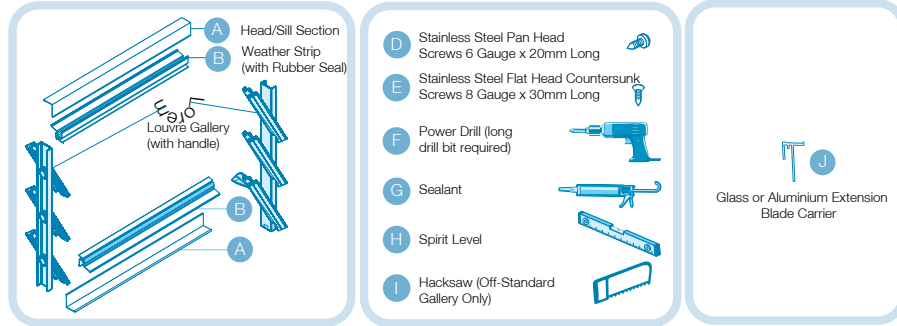 A Head/Sill Section
B Weather Strip
(with Rubber Seal)
Lorem
Louvre Gallery
(with handle)
B
A
D Stainless Steel Pan Head
Screws 6 Gauge x 20mm Long
E Stainless Steel Flat Head Countersunk
Screws 8 Gauge x 30mm Long
F Power Drill (long
drill bit required)
G Sealant
H Spirit Level
I Hacksaw (Off-Standard
Gallery Only)
J
Glass or Aluminium Extension
Blade Carrier